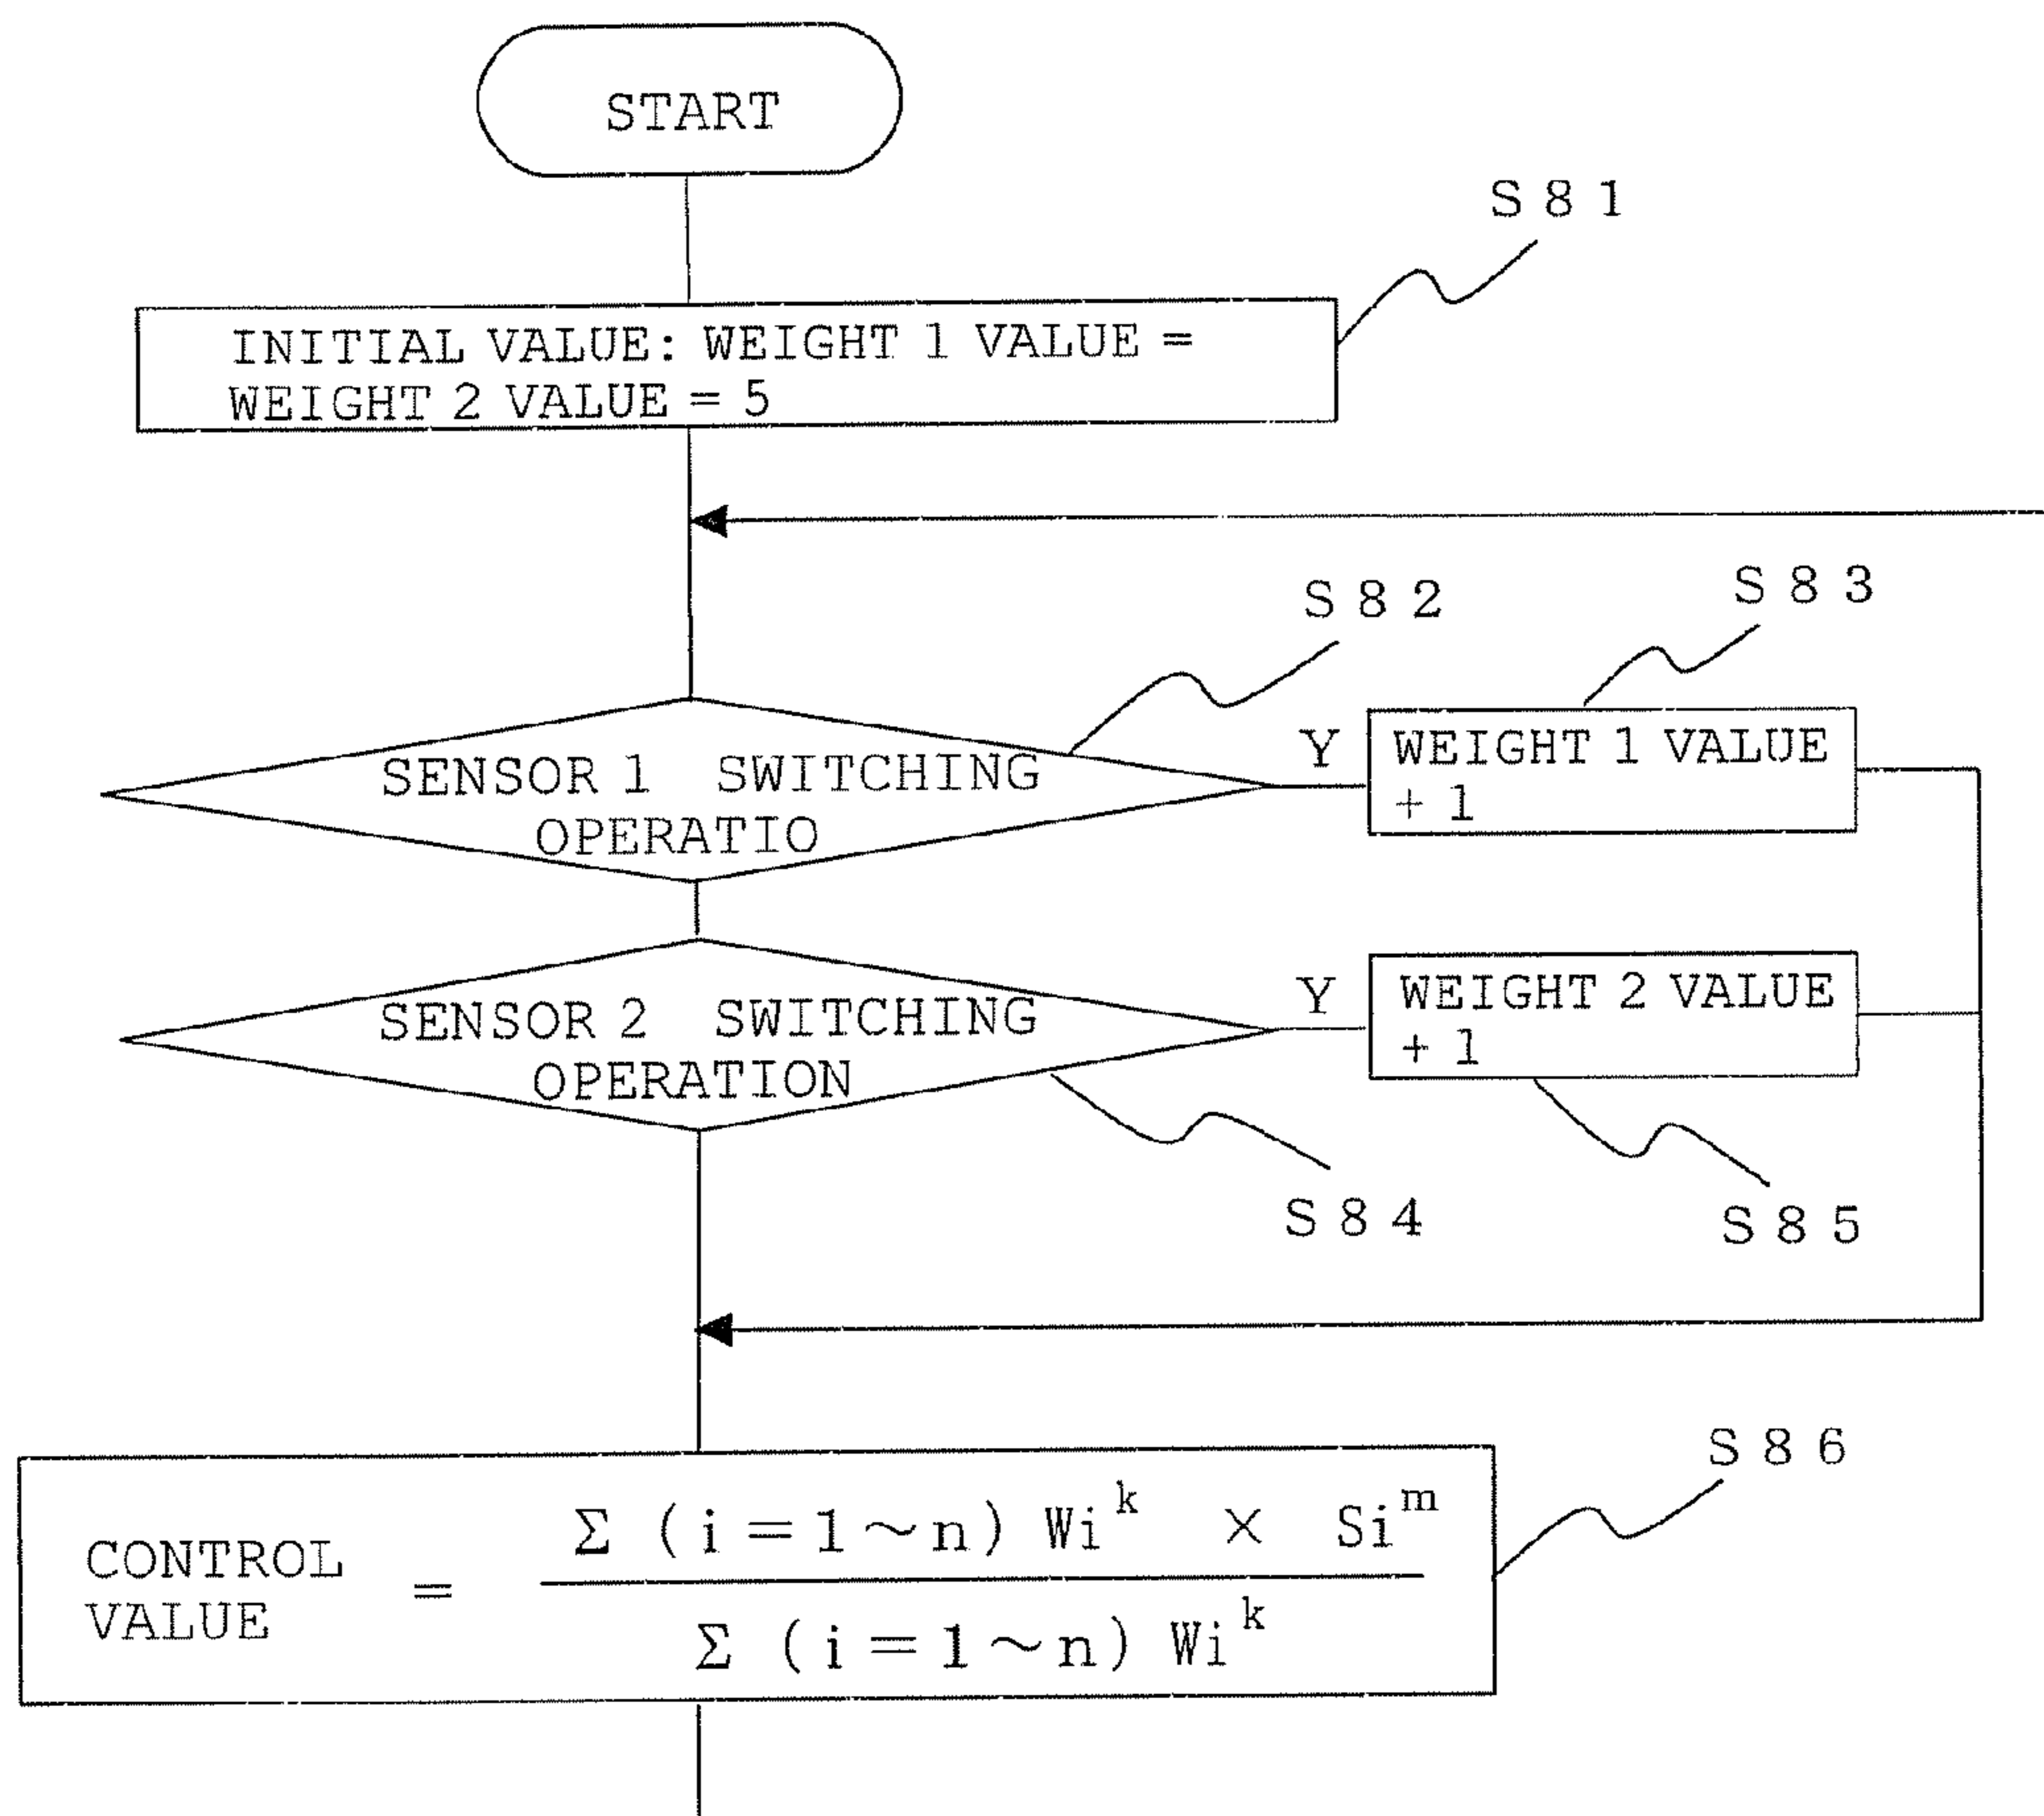 START
S81
INITIAL VALUE: WEIGHT 1 VALUE =
WEIGHT 2 VALUE = 5
S82
S83
SENSOR 1 SWITCHING
OPERATIO
Y
WEIGHT 1 VALUE
+ 1
SENSOR 2 SWITCHING
OPERATION
Y
WEIGHT 2 VALUE
+ 1
S84
S85
S86
CONTROL
VALUE
=
Σ (i=1~n) Wi^k × Si^m
Σ (i=1~n) Wi^k